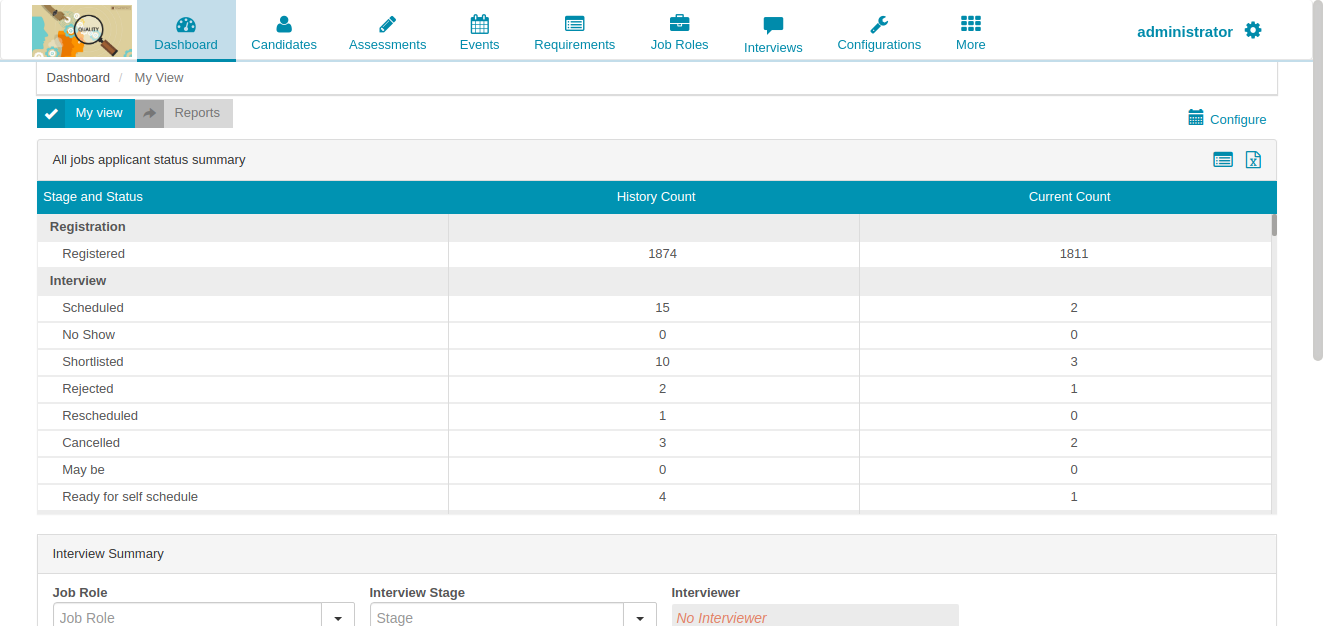 QUALITY
Dashboard Candidates Assessments Events Requirements Job Roles Interviews Configurations More administrator
Dashboard / My View
My view Reports Configure
All jobs applicant status summary
Stage and Status History Count Current Count
Registration
Registered 1874 1811
Interview
Scheduled 15 2
No Show 0 0
Shortlisted 10 3
Rejected 2 1
Rescheduled 1 0
Cancelled 3 2
May be 0 0
Ready for self schedule 4 1
Interview Summary
Job Role Interview Stage Interviewer
Job Role Stage No Interviewer